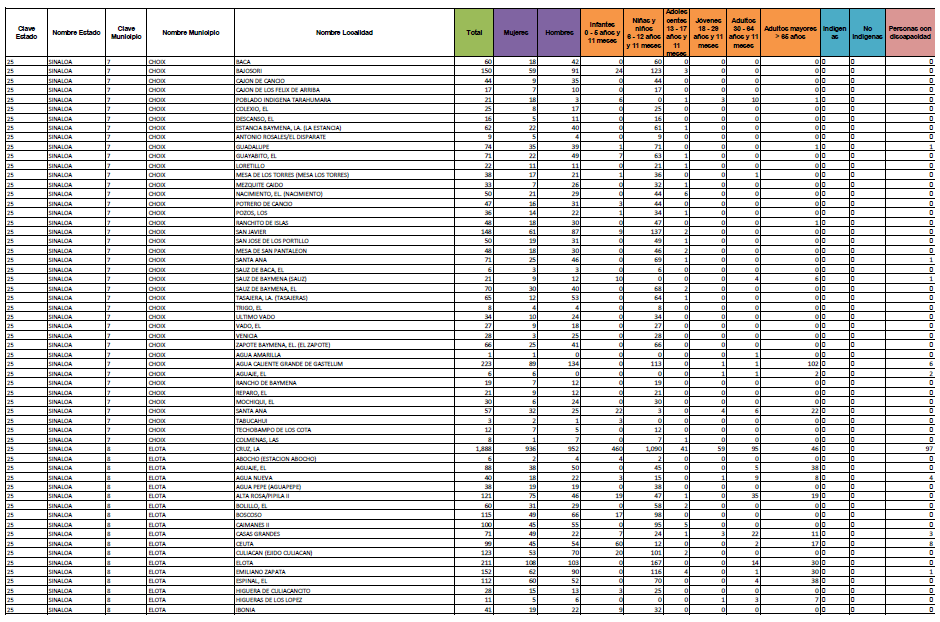 Clave Estado Nombre Estado Clave Municipio Nombre Municipio Nombre Localidad Total Mujeres Hombres Infantes 0 - 5 años y 11 meses Niñas y niños 6 - 12 años y 11 meses Adolescentes 13 - 17 años y 11 meses Jóvenes 18 - 29 años y 11 meses Adultos 30 - 64 años y 11 meses Adultos mayores > 65 años Indigenas No Indigenas Personas con discapacidad
25 SINALOA 7 CHOIX BACA 60 18 42 0 60 0 0 0 0 0 0 0
25 SINALOA 7 CHOIX BAJOSORI 150 59 91 24 123 3 0 0 0 0 0 0
25 SINALOA 7 CHOIX CAJON DE CANCIO 44 9 35 0 44 0 0 0 0 0 0 0
25 SINALOA 7 CHOIX CAJON DE LOS FELIX DE ARRIBA 17 7 10 0 17 0 0 0 0 0 0 0
25 SINALOA 7 CHOIX POBLADO INDIGENA TARAHUMARA 21 18 3 6 0 1 3 10 1 0 0 0
25 SINALOA 7 CHOIX COLEXIO, EL 25 8 17 0 25 0 0 0 0 0 0 0
25 SINALOA 7 CHOIX DESCANSO, EL 16 5 11 0 16 0 0 0 0 0 0 0
25 SINALOA 7 CHOIX ESTANCIA BAYMENA, LA. (LA ESTANCIA) 62 22 40 0 61 1 0 0 0 0 0 0
25 SINALOA 7 CHOIX ANTONIO ROSALES/EL DISPARATE 9 5 4 0 9 0 0 0 0 0 0 0
25 SINALOA 7 CHOIX GUADALUPE 74 35 39 1 71 0 0 0 1 0 0 1
25 SINALOA 7 CHOIX GUAYABITO, EL 71 22 49 7 63 1 0 0 0 0 0 0
25 SINALOA 7 CHOIX LORETILLO 22 11 11 0 21 1 0 0 0 0 0 0
25 SINALOA 7 CHOIX MESA DE LOS TORRES (MESA LOS TORRES) 38 17 21 1 36 0 0 1 0 0 0 0
25 SINALOA 7 CHOIX MEZQUITE CAIDO 33 7 26 0 32 1 0 0 0 0 0 0
25 SINALOA 7 CHOIX NACIMIENTO, EL. (NACIMIENTO) 50 21 29 0 44 6 0 0 0 0 0 0
25 SINALOA 7 CHOIX POTRERO DE CANCIO 47 16 31 3 44 0 0 0 0 0 0 0
25 SINALOA 7 CHOIX POZOS, LOS 36 14 22 1 34 1 0 0 0 0 0 0
25 SINALOA 7 CHOIX RANCHITO DE ISLAS 48 18 30 0 47 0 0 0 1 0 0 0
25 SINALOA 7 CHOIX SAN JAVIER 148 61 87 9 137 2 0 0 0 0 0 0
25 SINALOA 7 CHOIX SAN JOSE DE LOS PORTILLO 50 19 31 0 49 1 0 0 0 0 0 0
25 SINALOA 7 CHOIX MESA DE SAN PANTALEON 48 18 30 0 46 2 0 0 0 0 0 0
25 SINALOA 7 CHOIX SANTA ANA 71 25 46 0 69 1 0 0 0 0 0 1
25 SINALOA 7 CHOIX SAUZ DE BACA, EL 6 3 3 0 6 0 0 0 0 0 0 0
25 SINALOA 7 CHOIX SAUZ DE BAYMENA (SAUZ) 21 9 12 10 0 0 0 4 6 0 0 1
25 SINALOA 7 CHOIX SAUZ DE BAYMENA, EL 70 30 40 0 68 2 0 0 0 0 0 0
25 SINALOA 7 CHOIX TASAJERA, LA. (TASAJERAS) 65 12 53 0 64 1 0 0 0 0 0 0
25 SINALOA 7 CHOIX TRIGO, EL 8 4 4 0 8 0 0 0 0 0 0 0
25 SINALOA 7 CHOIX ULTIMO VADO 34 10 24 0 34 0 0 0 0 0 0 0
25 SINALOA 7 CHOIX VADO, EL 27 9 18 0 27 0 0 0 0 0 0 0
25 SINALOA 7 CHOIX VENICIA 28 3 25 0 28 0 0 0 0 0 0 0
25 SINALOA 7 CHOIX ZAPOTE BAYMENA, EL. (EL ZAPOTE) 66 25 41 0 66 0 0 0 0 0 0 0
25 SINALOA 7 CHOIX AGUA AMARILLA 1 1 0 0 0 0 0 1 0 0 0 0
25 SINALOA 7 CHOIX AGUA CALIENTE GRANDE DE GASTELUM 223 89 134 0 113 0 1 1 102 0 0 6
25 SINALOA 7 CHOIX AGUAJE, EL 6 6 0 0 0 0 1 1 2 0 0 2
25 SINALOA 7 CHOIX RANCHO DE BAYMENA 19 7 12 0 19 0 0 0 0 0 0 0
25 SINALOA 7 CHOIX REPARO, EL 21 9 12 0 21 0 0 0 0 0 0 0
25 SINALOA 7 CHOIX MOCHIQUI, EL 30 6 24 0 30 0 0 0 0 0 0 0
25 SINALOA 7 CHOIX SANTA ANA 57 32 25 22 3 0 4 6 22 0 0 0
25 SINALOA 7 CHOIX TABUCAHUI 3 2 1 3 0 0 0 0 0 0 0 0
25 SINALOA 7 CHOIX TECHOBAMPO DE LOS COTA 12 7 5 0 12 0 0 0 0 0 0 0
25 SINALOA 7 CHOIX COLMENAS, LAS 8 1 7 0 7 1 0 0 0 0 0 0
25 SINALOA 8 ELOTA CRUZ, LA 1,888 936 952 460 1,090 41 59 95 46 0 0 97
25 SINALOA 8 ELOTA ABOCHO (ESTACION ABOCHO) 6 2 4 4 2 0 0 0 0 0 0 0
25 SINALOA 8 ELOTA AGUAJE, EL 88 38 50 0 45 0 0 5 38 0 0 0
25 SINALOA 8 ELOTA AGUA NUEVA 40 18 22 3 15 0 1 9 8 0 0 4
25 SINALOA 8 ELOTA AGUA PEPE (AGUAPEPE) 38 19 19 0 38 0 0 0 0 0 0 0
25 SINALOA 8 ELOTA ALTA ROSA/PIPILA II 121 75 46 19 47 1 0 35 19 0 0 0
25 SINALOA 8 ELOTA BOLILLO, EL 60 31 29 0 58 2 0 0 0 0 0 0
25 SINALOA 8 ELOTA BOSCOSO 115 49 66 17 98 0 0 0 0 0 0 0
25 SINALOA 8 ELOTA CAIMANES II 100 45 55 0 95 5 0 0 0 0 0 0
25 SINALOA 8 ELOTA CASAS GRANDES 71 49 22 7 24 1 3 22 11 0 0 3
25 SINALOA 8 ELOTA CEUTA 99 45 54 60 12 0 0 2 17 0 0 8
25 SINALOA 8 ELOTA CULIACAN (EJIDO CULIACAN) 123 53 70 20 101 2 0 0 0 0 0 0
25 SINALOA 8 ELOTA ELOTA 211 108 103 0 167 0 0 14 30 0 0 0
25 SINALOA 8 ELOTA EMILIANO ZAPATA 152 62 90 0 116 4 0 1 30 0 0 1
25 SINALOA 8 ELOTA ESPINAL, EL 112 60 52 0 70 0 0 4 38 0 0 0
25 SINALOA 8 ELOTA HIGUERA DE CULIACANCITO 28 15 13 3 25 0 0 0 0 0 0 0
25 SINALOA 8 ELOTA HIGUERAS DE LOS LOPEZ 11 5 6 0 0 0 1 3 7 0 0 0
25 SINALOA 8 ELOTA IBONIA 41 19 22 9 32 0 0 0 0 0 0 0